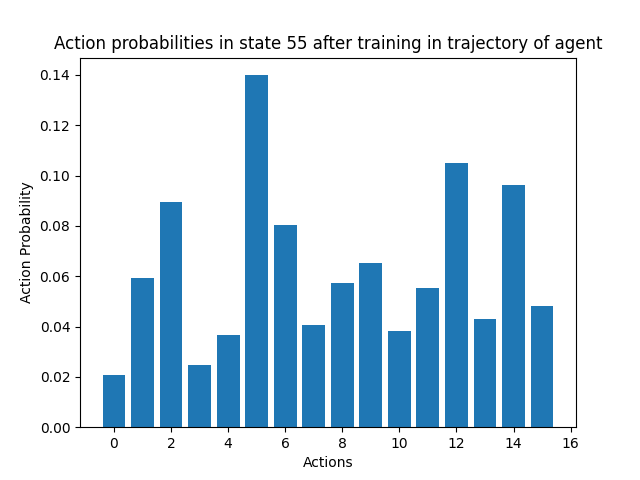 Action probabilities in state 55 after training in trajectory of agent
0.14
0.12
0.10
0.08
0.06
0.04
0.02
0.00
Action Probability
0 2 4 6 8 10 12 14 16
Actions